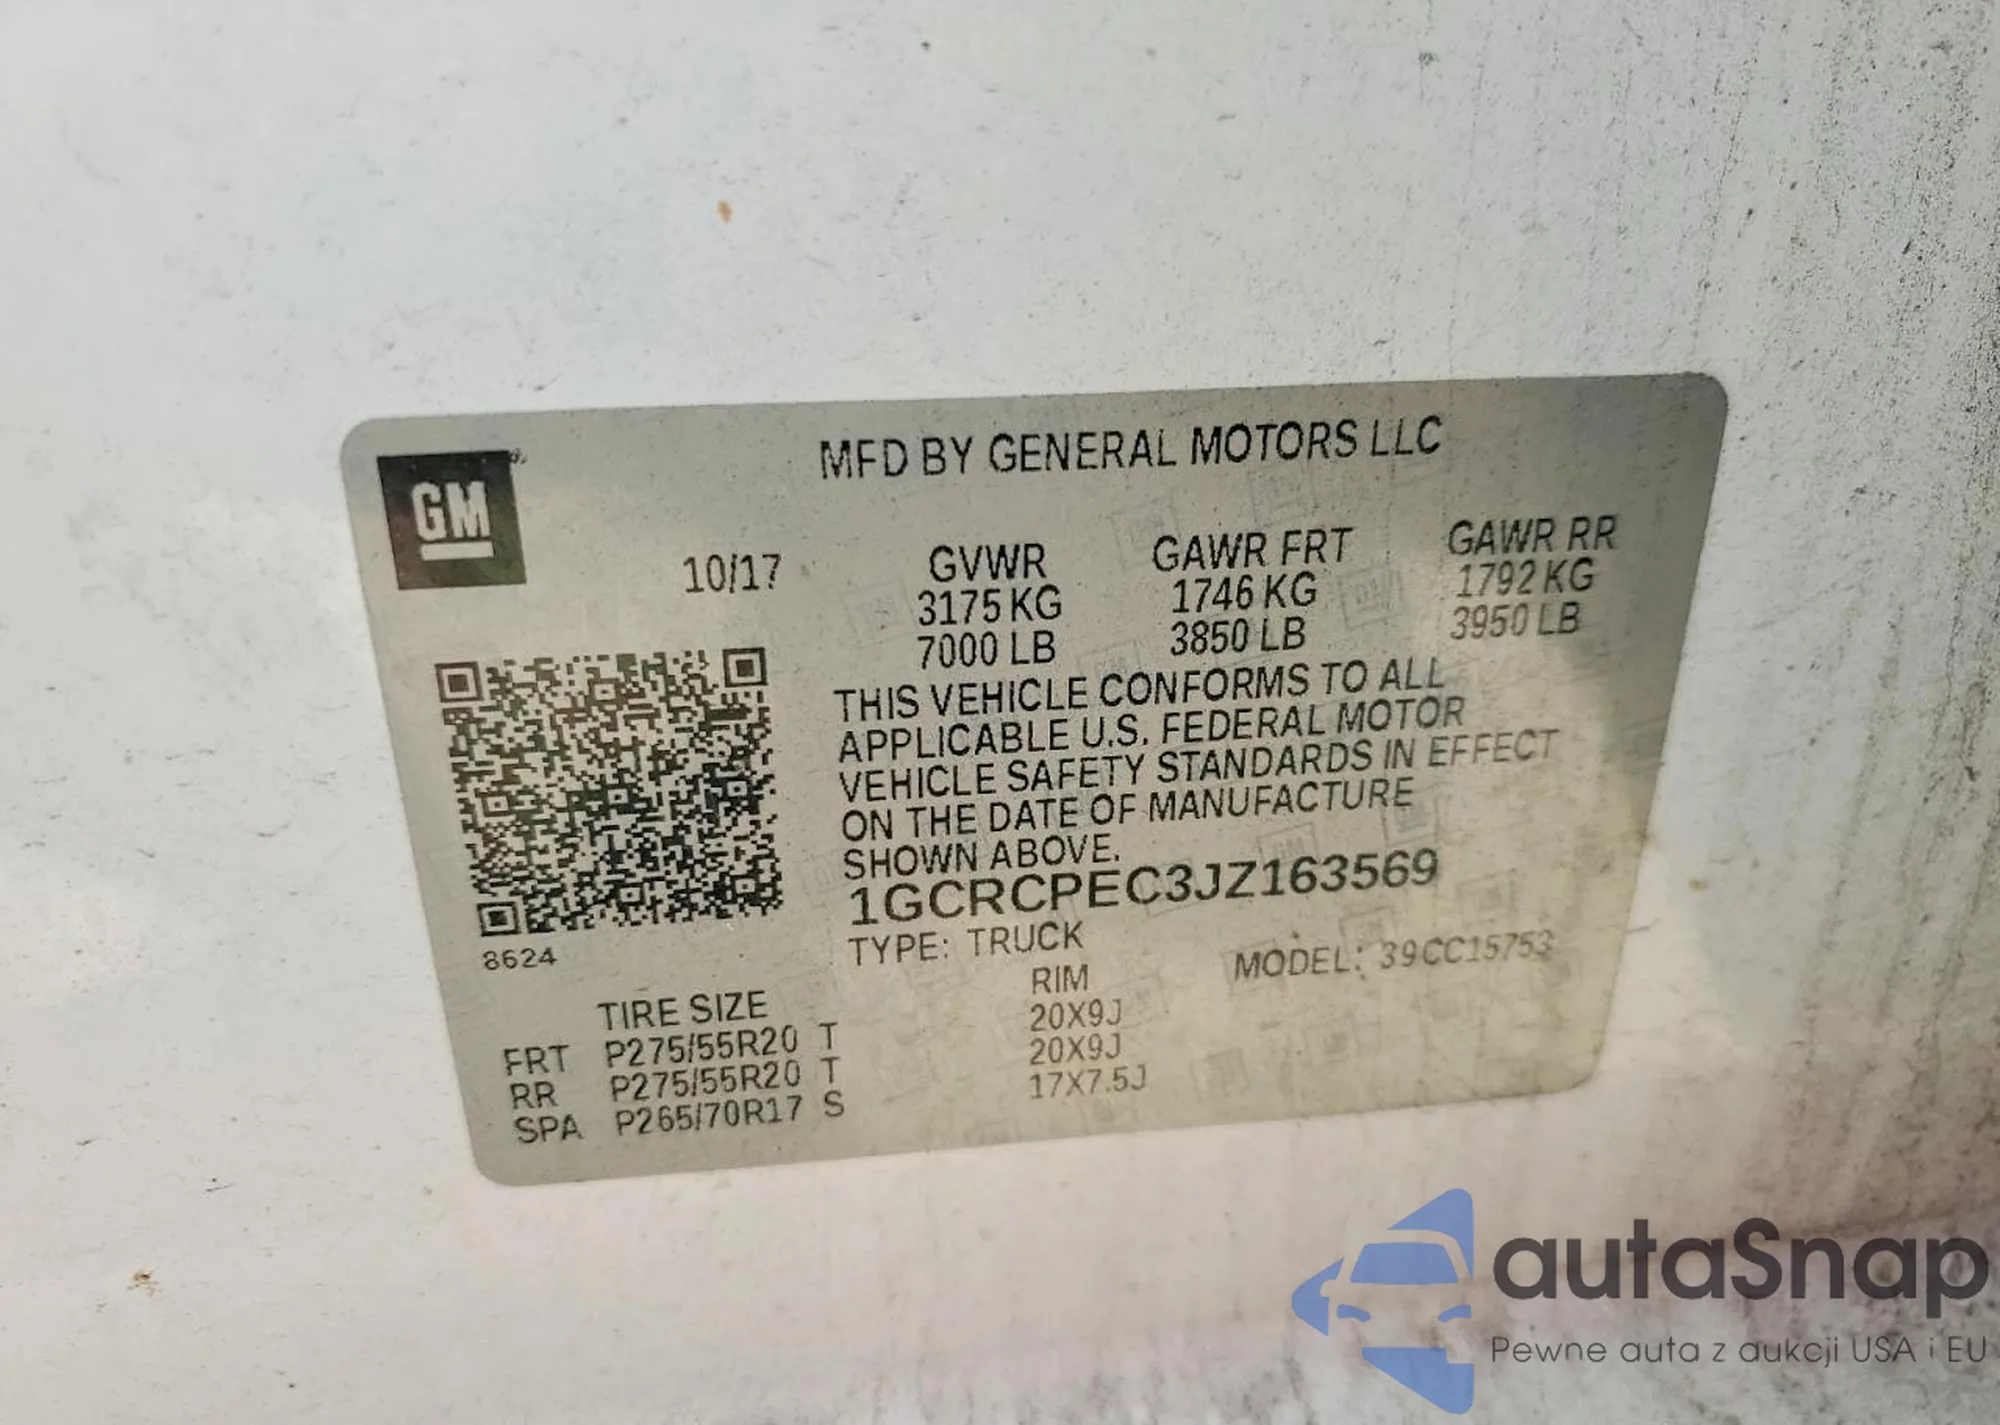 GM
MFD BY GENERAL MOTORS LLC
10/17
GVWR GAWR FRT GAWR RR
3175 KG 1746 KG 1792 KG
7000 LB 3850 LB 3950 LB
THIS VEHICLE CONFORMS TO ALL
APPLICABLE U.S. FEDERAL MOTOR
VEHICLE SAFETY STANDARDS IN EFFECT
ON THE DATE OF MANUFACTURE
SHOWN ABOVE.
1GCRCPEC3JZ163569
TYPE: TRUCK MODEL: 39CC15753
8624
TIRE SIZE RIM
FRT P275/55R20 T 20X9J
RR P275/55R20 T 20X9J
SPA P265/70R17 S 17X7.5J
autaSnap
Pewne auta z aukcji USA i EU